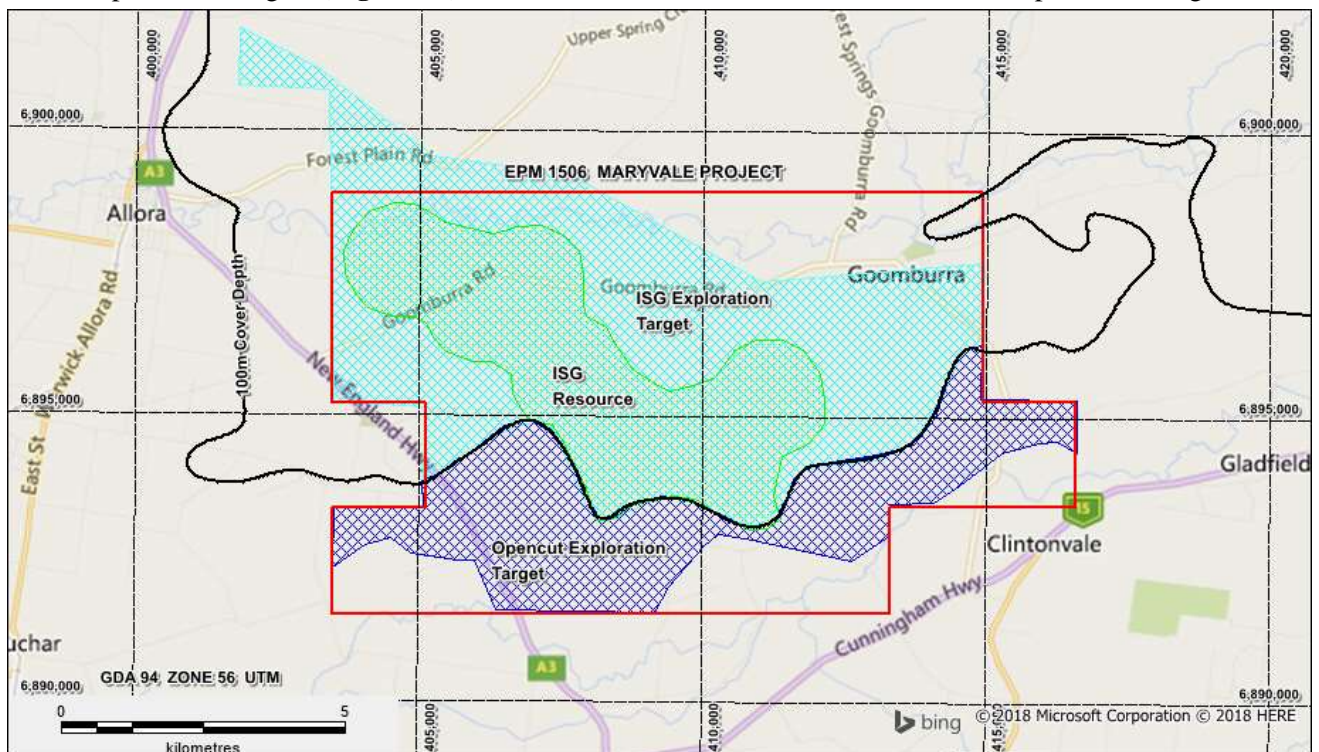 400,000
405,000
410,000
415,000
420,000
Upper Spring Cr
6,900,000
6,900,000
A3
Forest Plain Rd
est Springs Goomburra Rd
EPM 1506 MARYVALE PROJECT
Allora
Goomburra
Goomburra Rd
Goomburra Rd
ISG Exploration
Target
100m Cover Depth
Warwick Allora Rd
New England Hwy
ISG
Resource
6,895,000
6,895,000
East St
Gladfield
15
Opencut Exploration
Target
Clintonvale
Cunningham Hwy
uchar
A3
GDA 94 ZONE 56 UTM
6,890,000
6,890,000
0 5
kilometres
405,000
410,000
415,000
bing
© 2018 Microsoft Corporation © 2018 HERE